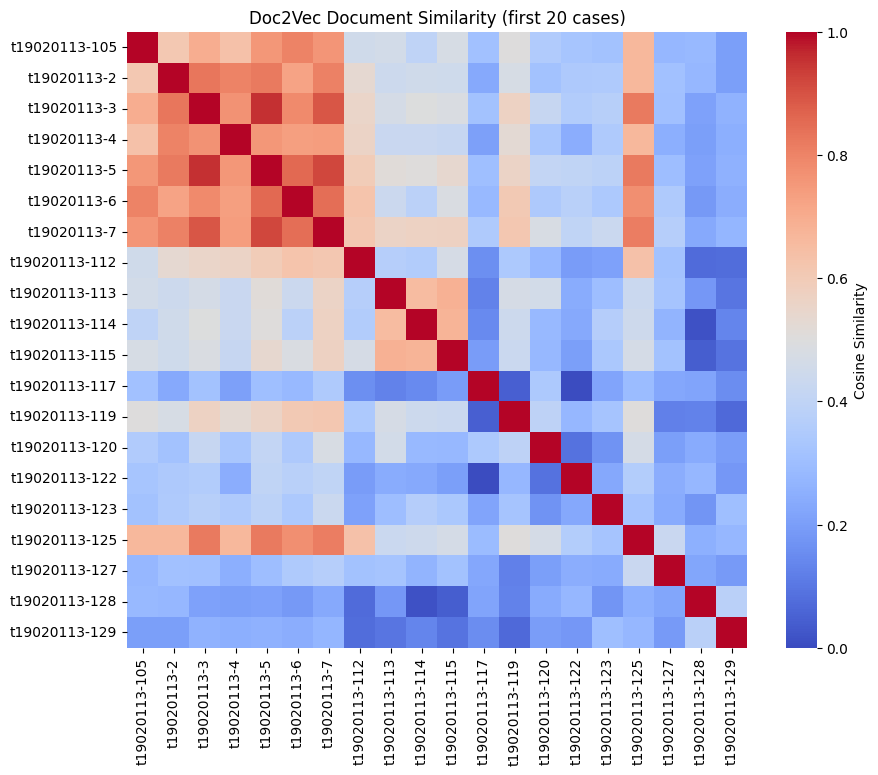 Doc2Vec Document Similarity (first 20 cases)
t19020113-105
t19020113-2
t19020113-3
t19020113-4
t19020113-5
t19020113-6
t19020113-7
t19020113-112
t19020113-113
t19020113-114
t19020113-115
t19020113-117
t19020113-119
t19020113-120
t19020113-122
t19020113-123
t19020113-125
t19020113-127
t19020113-128
t19020113-129
t19020113-105
t19020113-2
t19020113-3
t19020113-4
t19020113-5
t19020113-6
t19020113-7
t19020113-112
t19020113-113
t19020113-114
t19020113-115
t19020113-117
t19020113-119
t19020113-120
t19020113-122
t19020113-123
t19020113-125
t19020113-127
t19020113-128
t19020113-129
1.0
0.8
0.6
0.4
0.2
0.0
Cosine Similarity